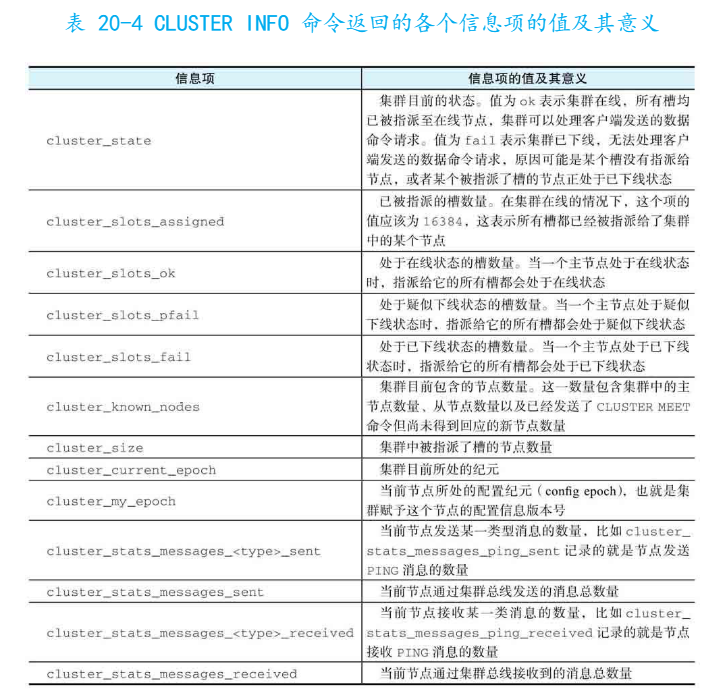 表 20-4 CLUSTER INFO 命令返回的各个信息项的值及其意义
信息项
信息项的值及其意义
cluster_state
集群目前的状态。值为 ok 表示集群在线，所有槽均
已被指派至在线节点，集群可以处理客户端发送的数据
命令请求。值为 fail 表示集群已下线，无法处理客户
端发送的数据命令请求，原因可能是某个槽没有指派给
节点，或者某个被指派了槽的节点正处于已下线状态
cluster_slots_assigned
已被指派的槽数量。在集群在线的情况下，这个项的
值应该为 16384，这表示所有槽都已经被指派给了集群
中的某个节点
cluster_slots_ok
处于在线状态的槽数量。当一个主节点处于在线状态
时，指派给它的所有槽都会处于在线状态
cluster_slots_pfail
处于疑似下线状态的槽数量。当一个主节点处于疑似
下线状态时，指派给它的所有槽都会处于疑似下线状态
cluster_slots_fail
处于已下线状态的槽数量。当一个主节点处于已下线
状态时，指派给它的所有槽都会处于已下线状态
cluster_known_nodes
集群目前包含的节点数量。这一数量包含集群中的主
节点数量、从节点数量以及已经发送了 CLUSTER MEET
命令但尚未得到回应的新节点数量
cluster_size
集群中被指派了槽的节点数量
cluster_current_epoch
集群目前所处的纪元
cluster_my_epoch
当前节点所处的配置纪元（config epoch），也就是集
群赋予这个节点的配置信息版本号
cluster_stats_messages_<type>_sent
当前节点发送某一类型消息的数量，比如 cluster_
stats_messages_ping_sent 记录的就是节点发送
PING 消息的数量
cluster_stats_messages_sent
当前节点通过集群总线发送的消息总数量
cluster_stats_messages_<type>_received
当前节点接收某一类消息的数量，比如 cluster_
stats_messages_ping_received 记录的就是节点
接收 PING 消息的数量
cluster_stats_messages_received
当前节点通过集群总线接收到的消息总数量